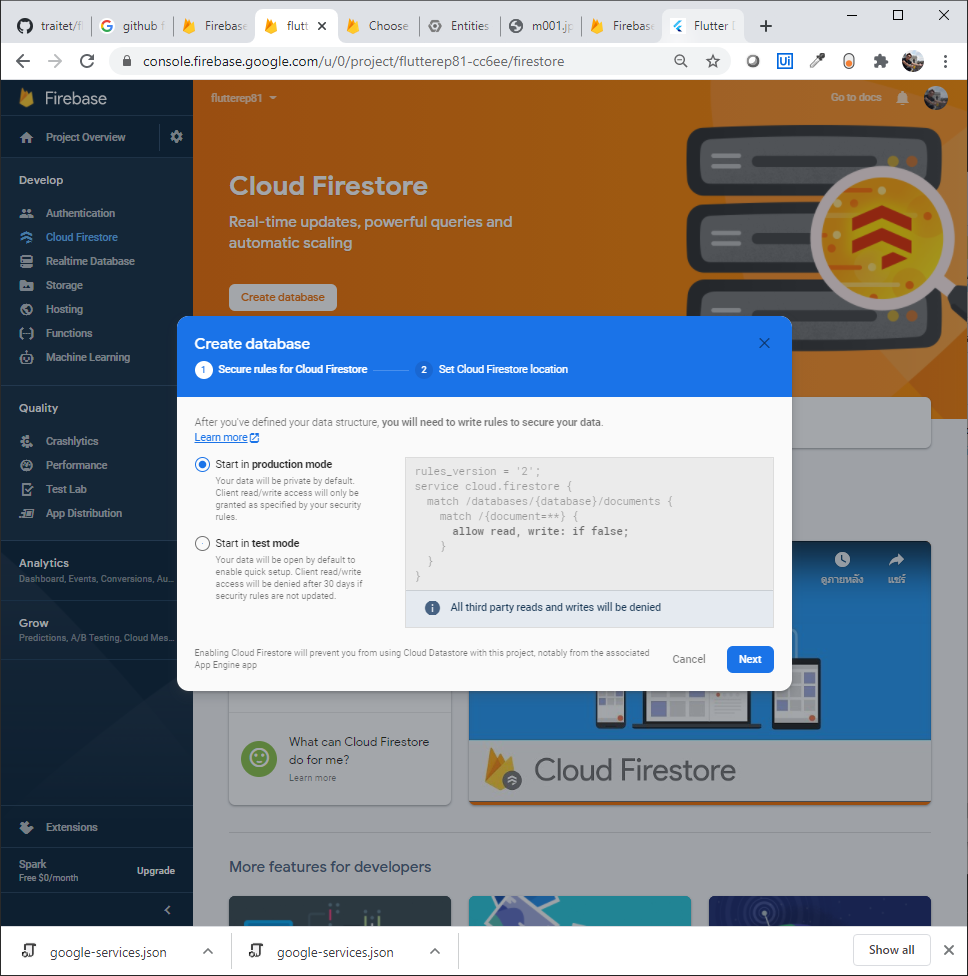 traitet/f
github f
Firebase
flutt
Choose
Entities
m001.jp
Firebase
Flutter D
console.firebase.google.com/u/0/project/flutterep81-cc6ee/firestore
Ui
Firebase
flutterep81
Go to docs
Project Overview
Develop
Authentication
Cloud Firestore
Realtime Database
Storage
Hosting
Functions
Machine Learning
Quality
Crashlytics
Performance
Test Lab
App Distribution
Analytics
Dashboard, Events, Conversions, Au...
Grow
Predictions, A/B Testing, Cloud Mes...
Extensions
Spark
Free $0/month
Upgrade
Cloud Firestore
Real-time updates, powerful queries and
automatic scaling
Create database
Create database
1 Secure rules for Cloud Firestore
2 Set Cloud Firestore location
After you've defined your data structure, you will need to write rules to secure your data.
Learn more
Start in production mode
Your data will be private by default.
Client read/write access will only be
granted as specified by your security
rules.
Start in test mode
Your data will be open by default to
enable quick setup. Client read/write
access will be denied after 30 days if
security rules are not updated.
rules_version = '2';
service cloud.firestore {
match /databases/{database}/documents {
match /{document=**} {
allow read, write: if false;
}
}
}
All third party reads and writes will be denied
Enabling Cloud Firestore will prevent you from using Cloud Datastore with this project, notably from the associated
App Engine app
Cancel
Next
ดูภายหลัง
แชร์
What can Cloud Firestore
do for me?
Learn more
Cloud Firestore
More features for developers
google-services.json
google-services.json
Show all